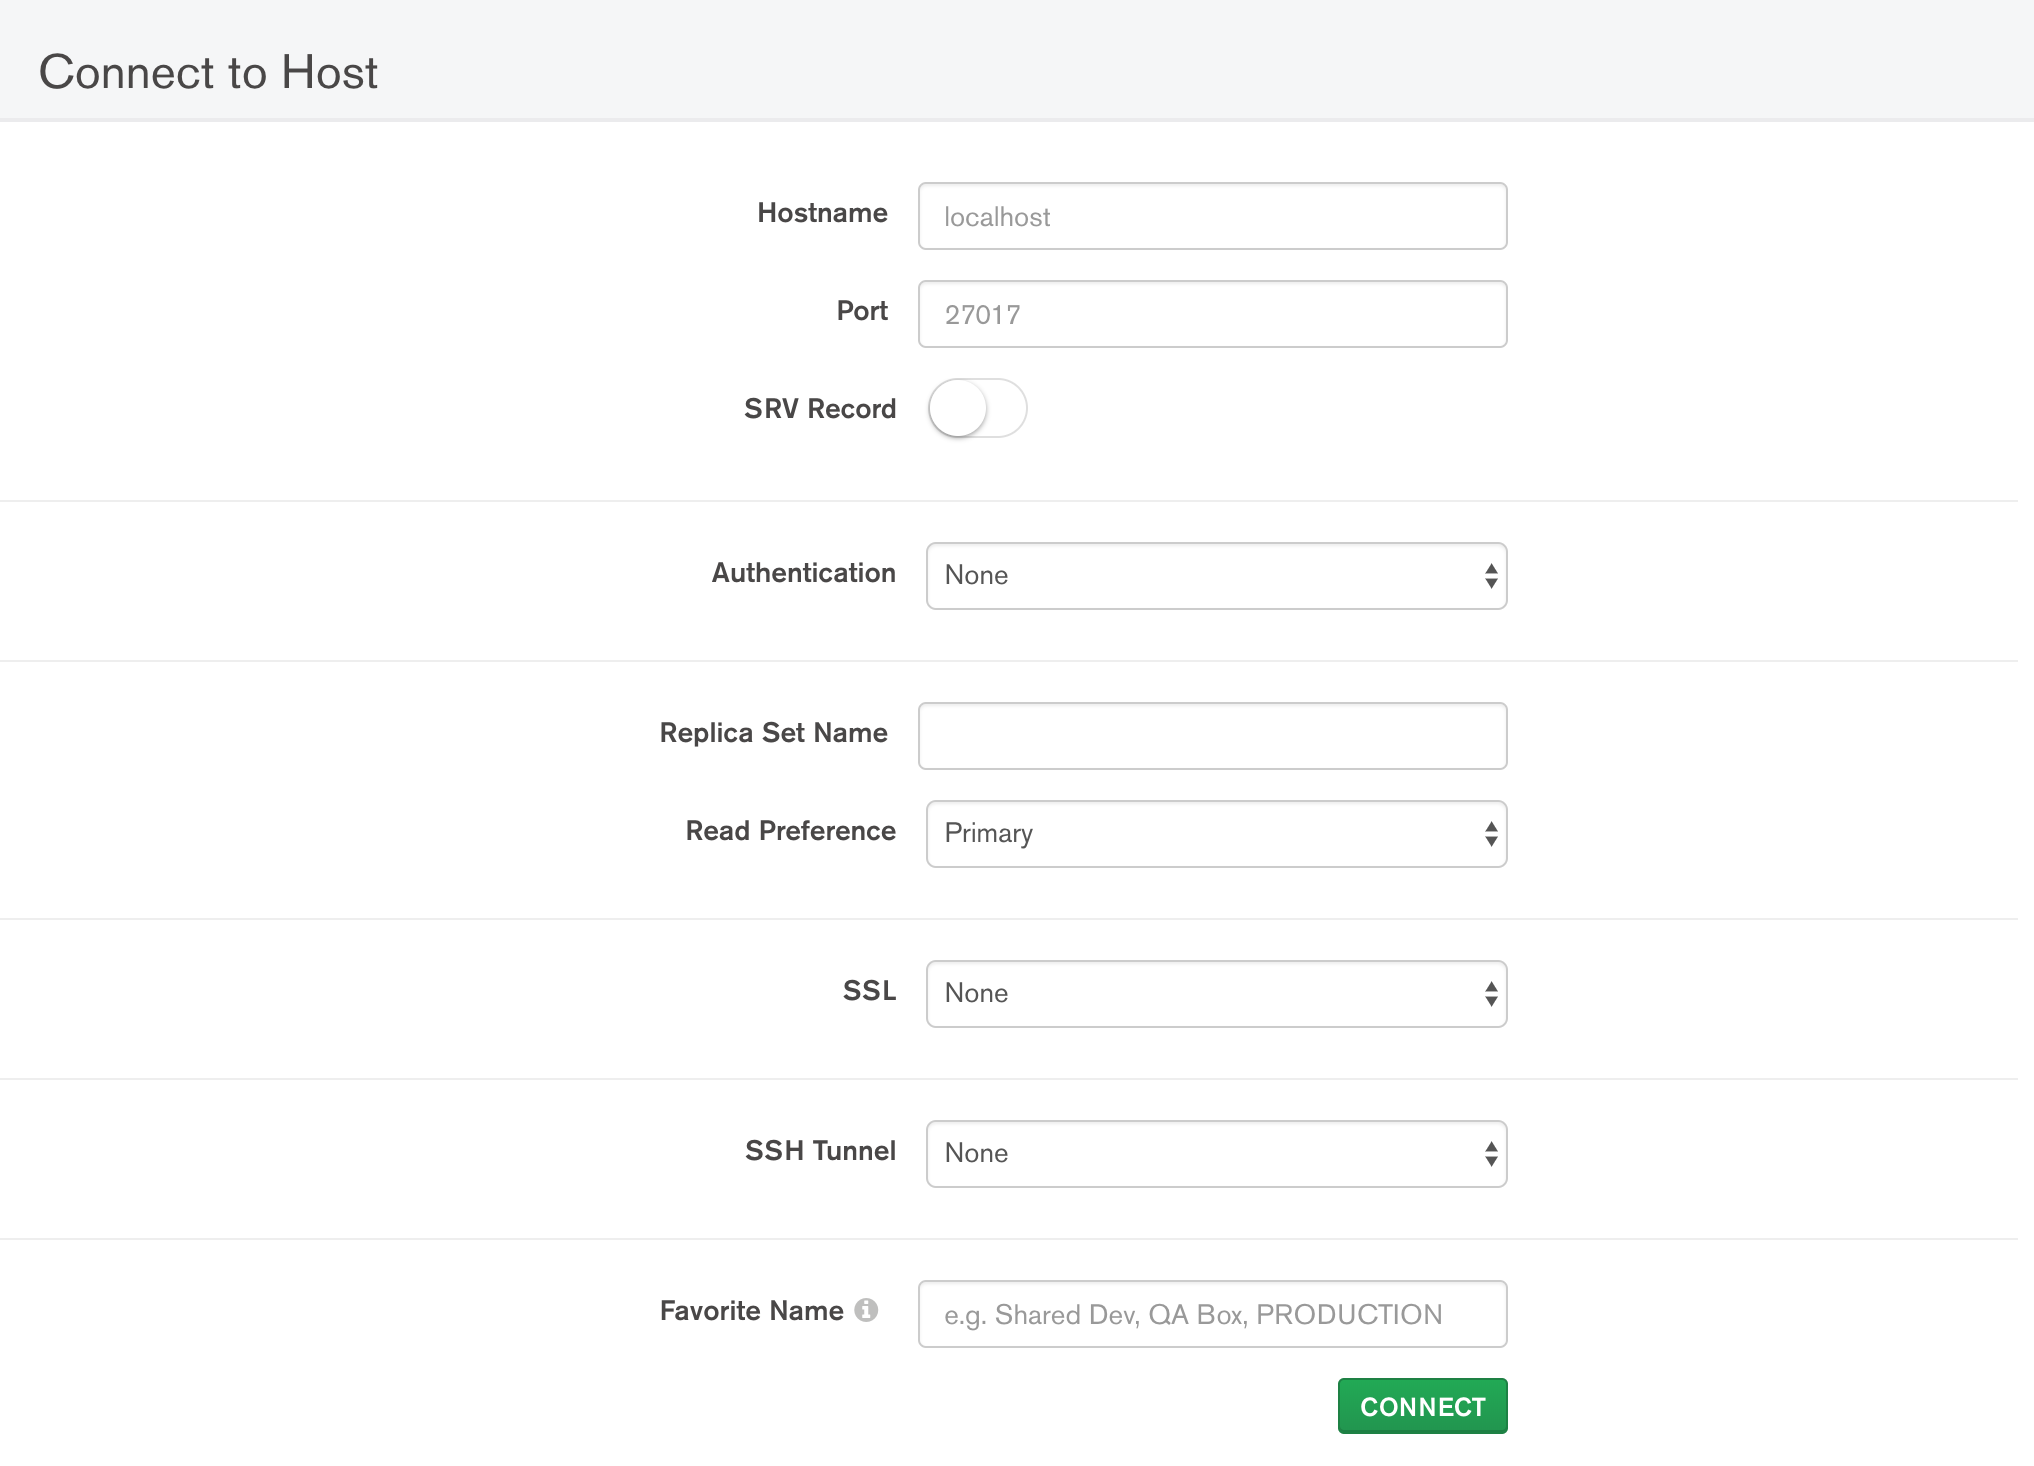 Connect to Host
Hostname
localhost
Port
27017
SRV Record
Authentication
None
Replica Set Name
Read Preference
Primary
SSL
None
SSH Tunnel
None
Favorite Name
e.g. Shared Dev, QA Box, PRODUCTION
CONNECT